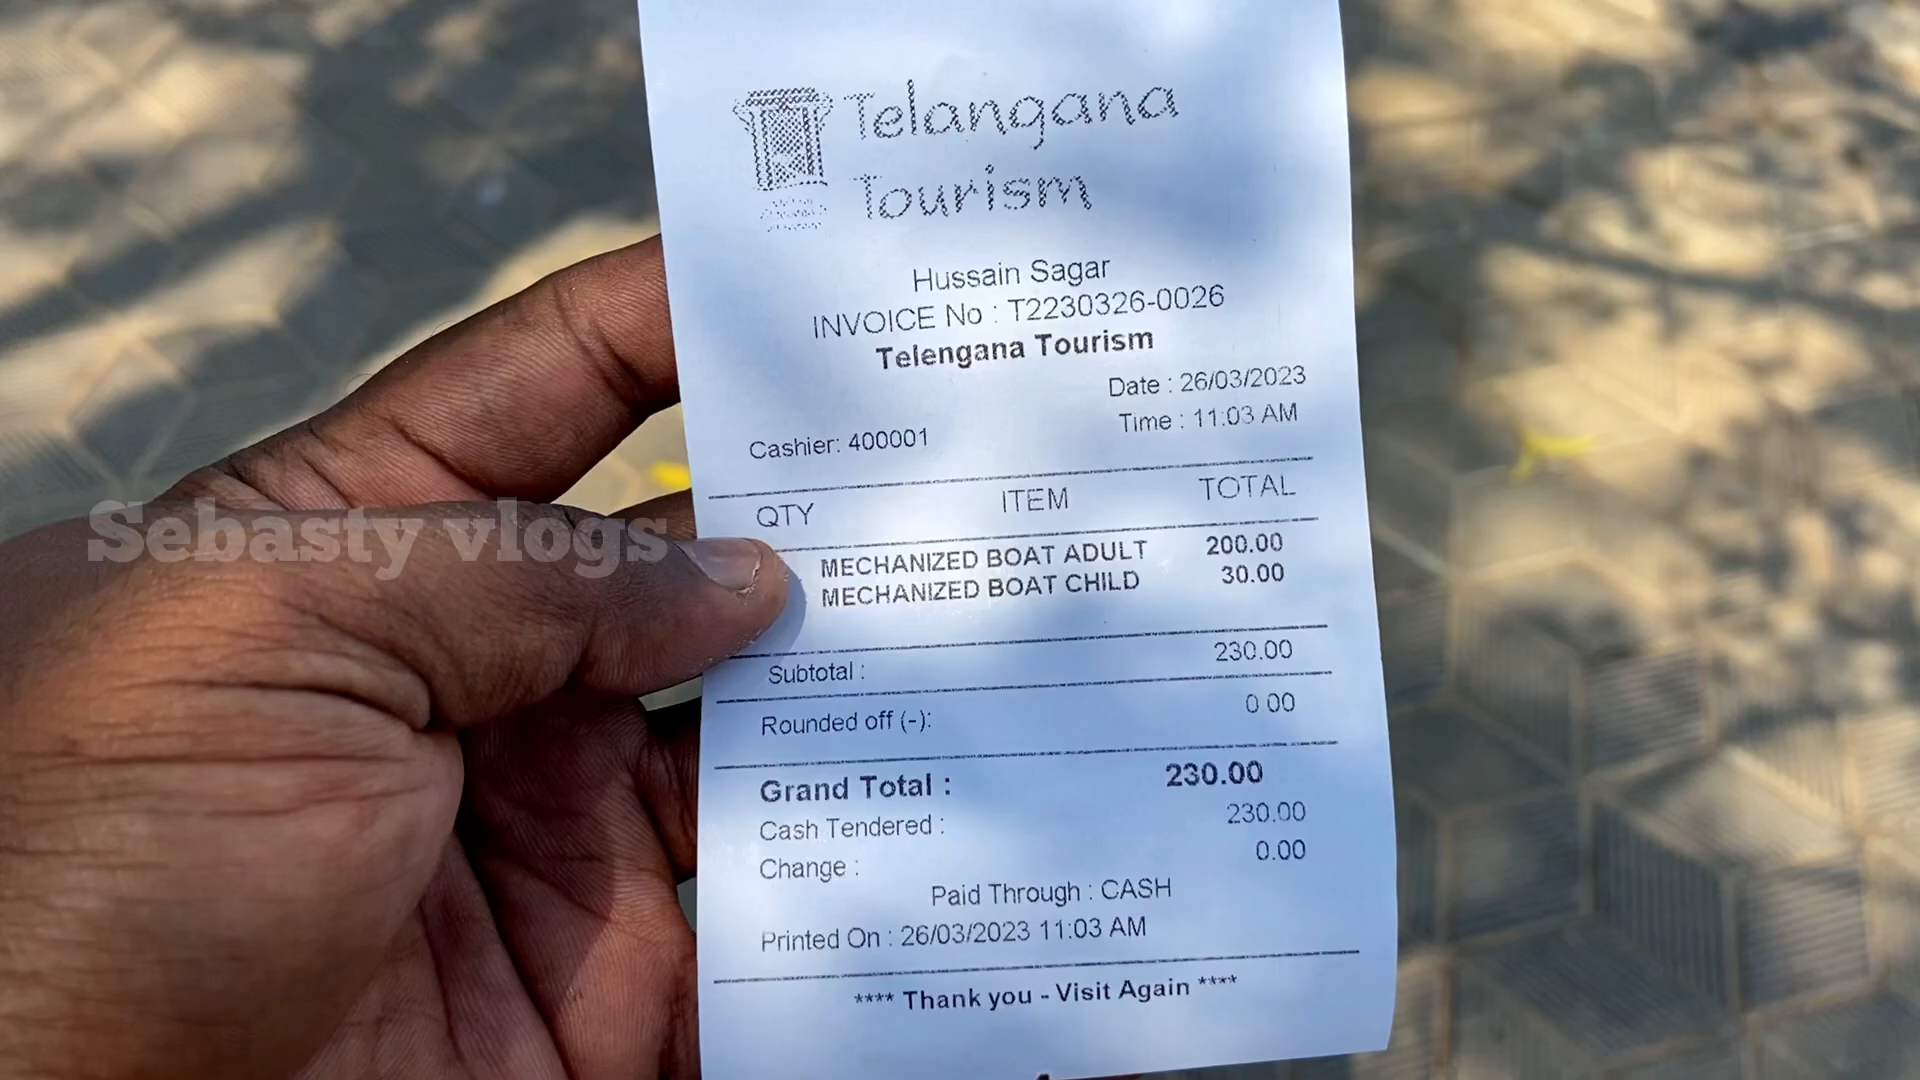 Telangana
Tourism
Hussain Sagar
INVOICE No : T2230326-0026
Telengana Tourism
Date : 26/03/2023
Time : 11:03 AM
Cashier: 400001
QTY ITEM TOTAL
MECHANIZED BOAT ADULT 200.00
MECHANIZED BOAT CHILD 30.00
Subtotal : 230.00
Rounded off (-): 0 00
Grand Total : 230.00
Cash Tendered : 230.00
Change : 0.00
Paid Through : CASH
Printed On : 26/03/2023 11:03 AM
**** Thank you - Visit Again ****
Sebasty vlogs